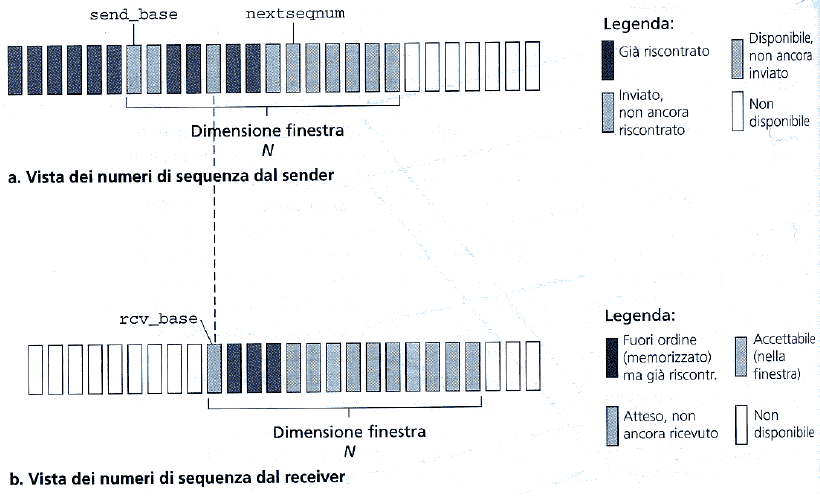 send_base
nextseqnum
Dimensione finestra
N
a. Vista dei numeri di sequenza dal sender
Legenda:
Già riscontrato
Disponibile,
non ancora
inviato
Inviato,
non ancora
riscontrato
Non
disponibile
rcv_base
Dimensione finestra
N
b. Vista dei numeri di sequenza dal receiver
Legenda:
Fuori ordine
(memorizzato)
ma già riscontr.
Accettabile
(nella
finestra)
Atteso, non
ancora ricevuto
Non
disponibile